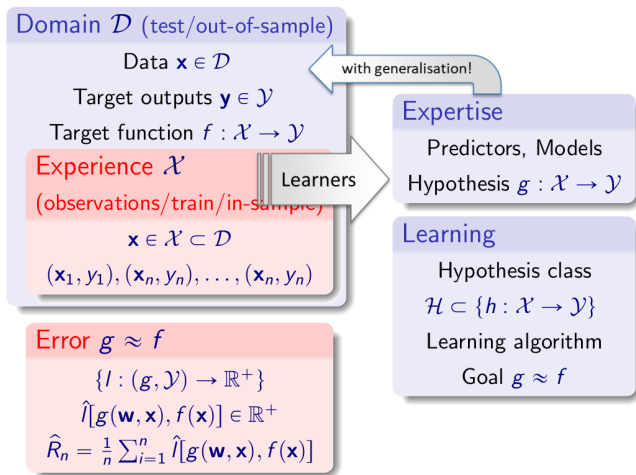 Domain 𝒟 (test/out-of-sample)
Data 𝐱 ∈ 𝒟
Target outputs 𝐲 ∈ 𝒴
Target function f : 𝒳 → 𝒴
Experience 𝒳
(observations/train/in-sample)
𝐱 ∈ 𝒳 ⊂ 𝒟
(𝐱₁, y₁), (𝐱ₙ, yₙ), . . . , (𝐱ₙ, yₙ)
Learners
with generalisation!
Expertise
Predictors, Models
Hypothesis g : 𝒳 → 𝒴
Learning
Hypothesis class
ℋ ⊂ {h : 𝒳 → 𝒴}
Learning algorithm
Goal g ≈ f
Error g ≈ f
{l : (g, 𝒴) → ℝ⁺}
l̂[g(𝐰, 𝐱), f(𝐱)] ∈ ℝ⁺
R̂ₙ = 1/n ∑ⁿᵢ₌₁ l̂[g(𝐰, 𝐱), f(𝐱)]